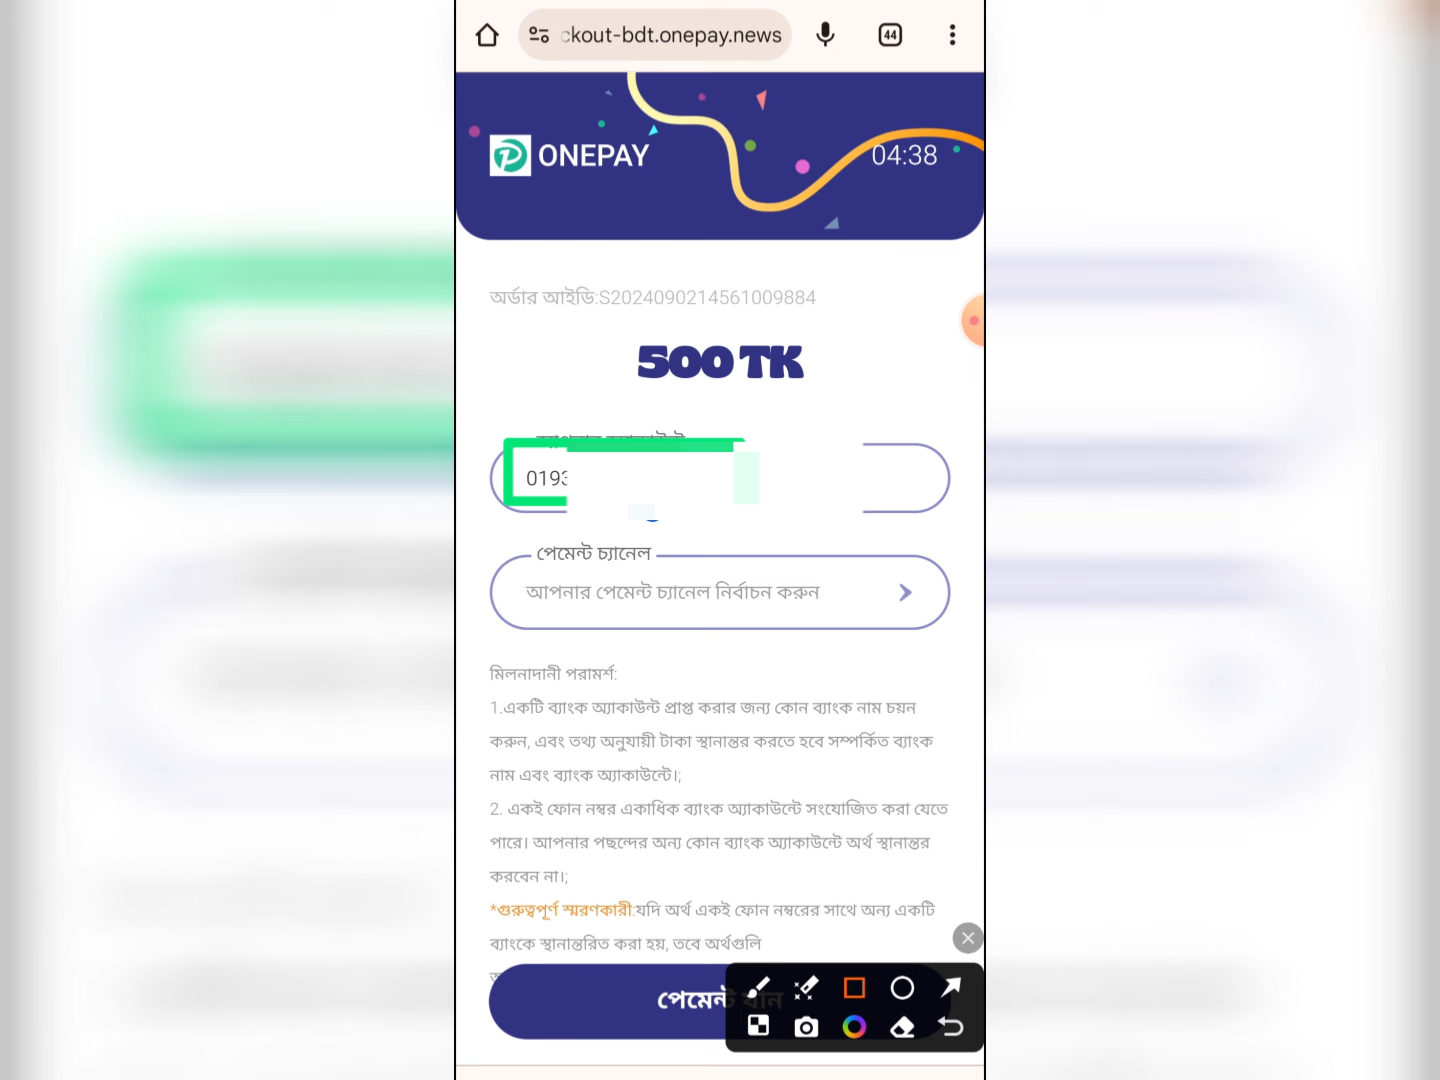 ckout-bdt.onepay.news
44
ONEPAY
04:38
অর্ডার আইডি:S2024090214561009884
500 TK
0193
পেমেন্ট চ্যানেল
আপনার পেমেন্ট চ্যানেল নির্বাচন করুন
মিলনাদানী পরামর্শ:
1.একটি ব্যাংক অ্যাকাউন্ট প্রাপ্ত করার জন্য কোন ব্যাংক নাম চয়ন
করুন, এবং তথ্য অনুযায়ী টাকা স্থানান্তর করতে হবে সম্পর্কিত ব্যাংক
নাম এবং ব্যাংক অ্যাকাউন্টে।;
2. একই ফোন নম্বর একাধিক ব্যাংক অ্যাকাউন্টে সংযোজিত করা যেতে
পারে। আপনার পছন্দের অন্য কোন ব্যাংক অ্যাকাউন্টে অর্থ স্থানান্তর
করবেন না।;
*গুরুত্বপূর্ণ স্মরণকারী:যদি অর্থ একই ফোন নম্বরের সাথে অন্য একটি
ব্যাংকে স্থানান্তরিত করা হয়, তবে অর্থগুলি
পেমেন্ট যান